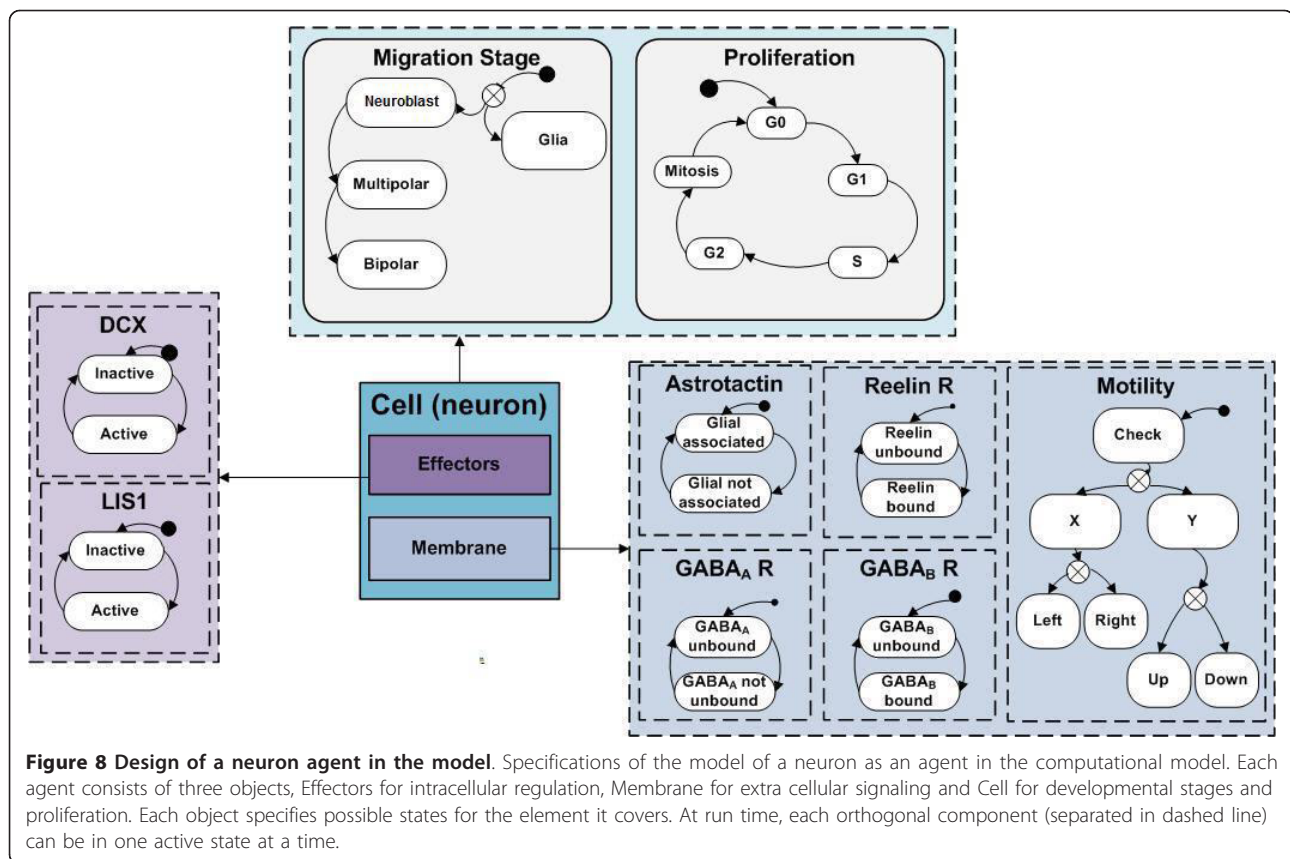 Migration Stage
Neuroblast
Glia
Multipolar
Bipolar
Proliferation
G0
G1
S
G2
Mitosis
DCX
Inactive
Active
LIS1
Inactive
Active
Cell (neuron)
Effectors
Membrane
Astrotactin
Glial
associated
Glial not
associated
Reelin R
Reelin
unbound
Reelin
bound
GABAA R
GABAA
unbound
GABAA not
unbound
GABAB R
GABAB
unbound
GABAB
bound
Motility
Check
X
Y
Left
Right
Up
Down
Figure 8 Design of a neuron agent in the model. Specifications of the model of a neuron as an agent in the computational model. Each
agent consists of three objects, Effectors for intracellular regulation, Membrane for extra cellular signaling and Cell for developmental stages and
proliferation. Each object specifies possible states for the element it covers. At run time, each orthogonal component (separated in dashed line)
can be in one active state at a time.